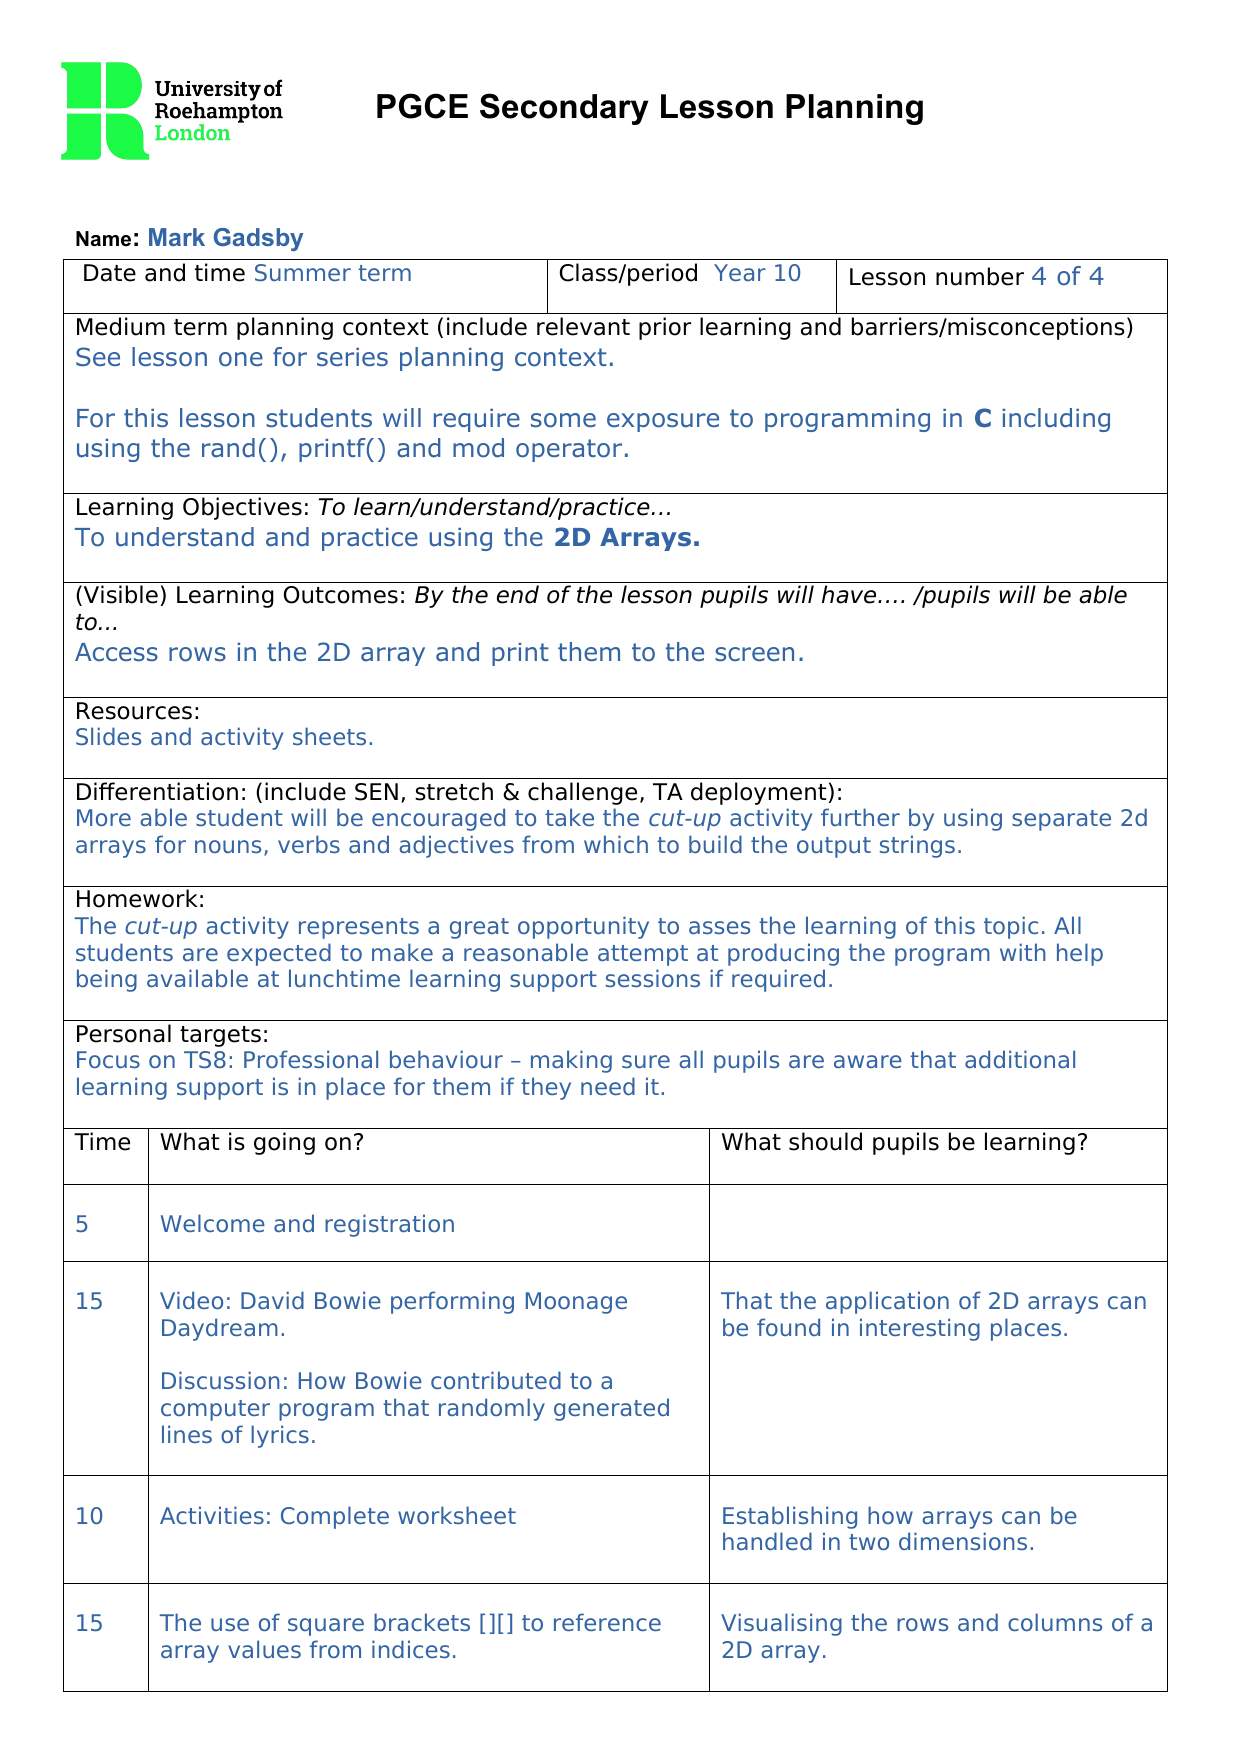 University of
Roehampton
London
PGCE Secondary Lesson Planning
Name: Mark Gadsby
Date and time Summer term
Class/period Year 10
Lesson number 4 of 4
Medium term planning context (include relevant prior learning and barriers/misconceptions)
See lesson one for series planning context.
For this lesson students will require some exposure to programming in C including
using the rand(), printf() and mod operator.
Learning Objectives: To learn/understand/practice…
To understand and practice using the 2D Arrays.
(Visible) Learning Outcomes: By the end of the lesson pupils will have…. /pupils will be able
to…
Access rows in the 2D array and print them to the screen.
Resources:
Slides and activity sheets.
Differentiation: (include SEN, stretch & challenge, TA deployment):
More able student will be encouraged to take the cut-up activity further by using separate 2d
arrays for nouns, verbs and adjectives from which to build the output strings.
Homework:
The cut-up activity represents a great opportunity to asses the learning of this topic. All
students are expected to make a reasonable attempt at producing the program with help
being available at lunchtime learning support sessions if required.
Personal targets:
Focus on TS8: Professional behaviour – making sure all pupils are aware that additional
learning support is in place for them if they need it.
Time
What is going on?
What should pupils be learning?
5
Welcome and registration
15
Video: David Bowie performing Moonage
Daydream.
Discussion: How Bowie contributed to a
computer program that randomly generated
lines of lyrics.
That the application of 2D arrays can
be found in interesting places.
10
Activities: Complete worksheet
Establishing how arrays can be
handled in two dimensions.
15
The use of square brackets [][] to reference
array values from indices.
Visualising the rows and columns of a
2D array.